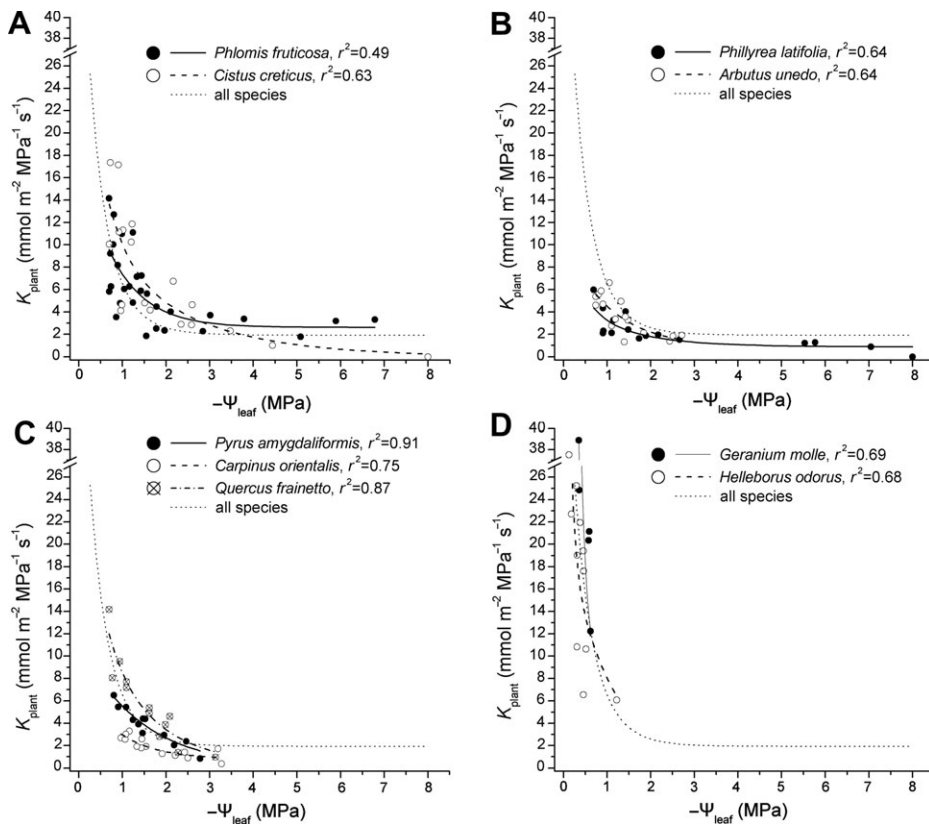 A
40
38
26
24
22
20
18
16
14
12
10
8
6
4
2
0
K plant (mmol m⁻² MPa⁻¹ s⁻¹)
Phlomis fruticosa, r²=0.49
Cistus creticus, r²=0.63
all species
0 1 2 3 4 5 6 7 8
−Ψleaf (MPa)
B
40
38
26
24
22
20
18
16
14
12
10
8
6
4
2
0
K plant (mmol m⁻² MPa⁻¹ s⁻¹)
Phillyrea latifolia, r²=0.64
Arbutus unedo, r²=0.64
all species
0 1 2 3 4 5 6 7 8
−Ψleaf (MPa)
C
40
38
26
24
22
20
18
16
14
12
10
8
6
4
2
0
K plant (mmol m⁻² MPa⁻¹ s⁻¹)
Pyrus amygdaliformis, r²=0.91
Carpinus orientalis, r²=0.75
Quercus frainetto, r²=0.87
all species
0 1 2 3 4 5 6 7 8
−Ψleaf (MPa)
D
40
38
26
24
22
20
18
16
14
12
10
8
6
4
2
0
K plant (mmol m⁻² MPa⁻¹ s⁻¹)
Geranium molle, r²=0.69
Helleborus odorus, r²=0.68
all species
0 1 2 3 4 5 6 7 8
−Ψleaf (MPa)